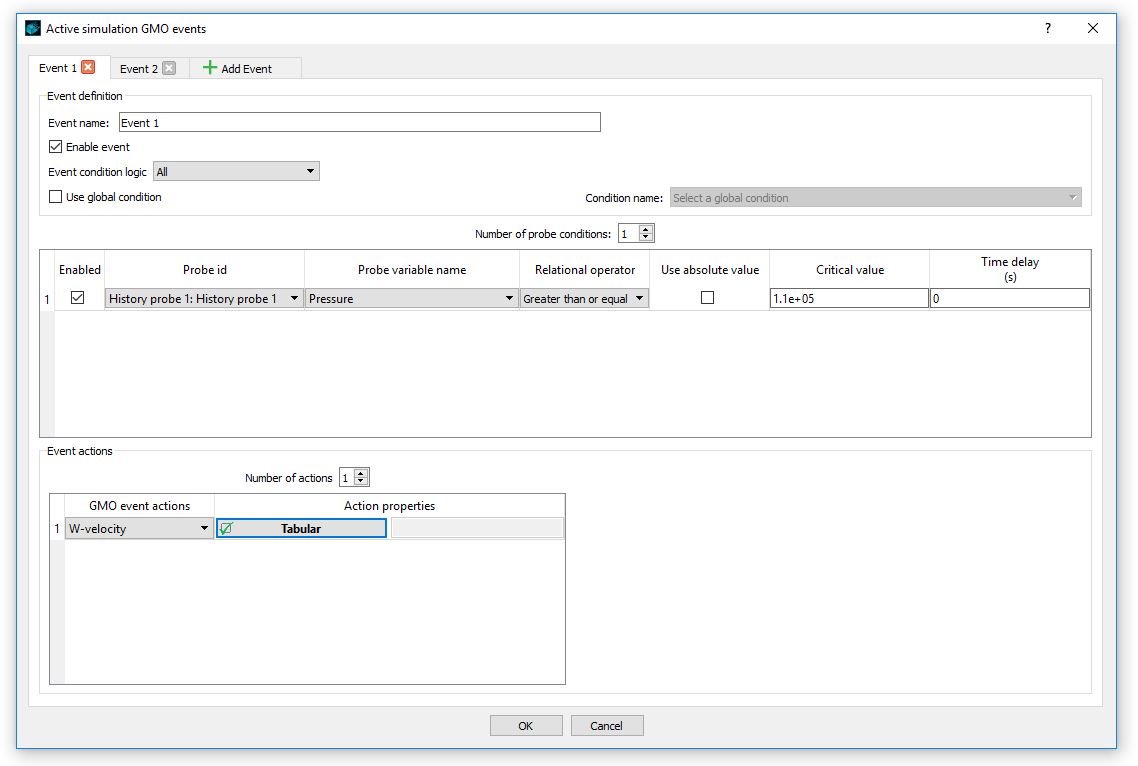 Active simulation GMO events ?
Event 1 Event 2 Add Event
Event definition
Event name: Event 1
Enable event
Event condition logic All
Use global condition Condition name: Select a global condition
Number of probe conditions: 1
Enabled Probe id Probe variable name Relational operator Use absolute value Critical value Time delay
(s)
1 History probe 1: History probe 1 Pressure Greater than or equal 1.1e+05 0
Event actions
Number of actions 1
GMO event actions Action properties
1 W-velocity Tabular
OK Cancel